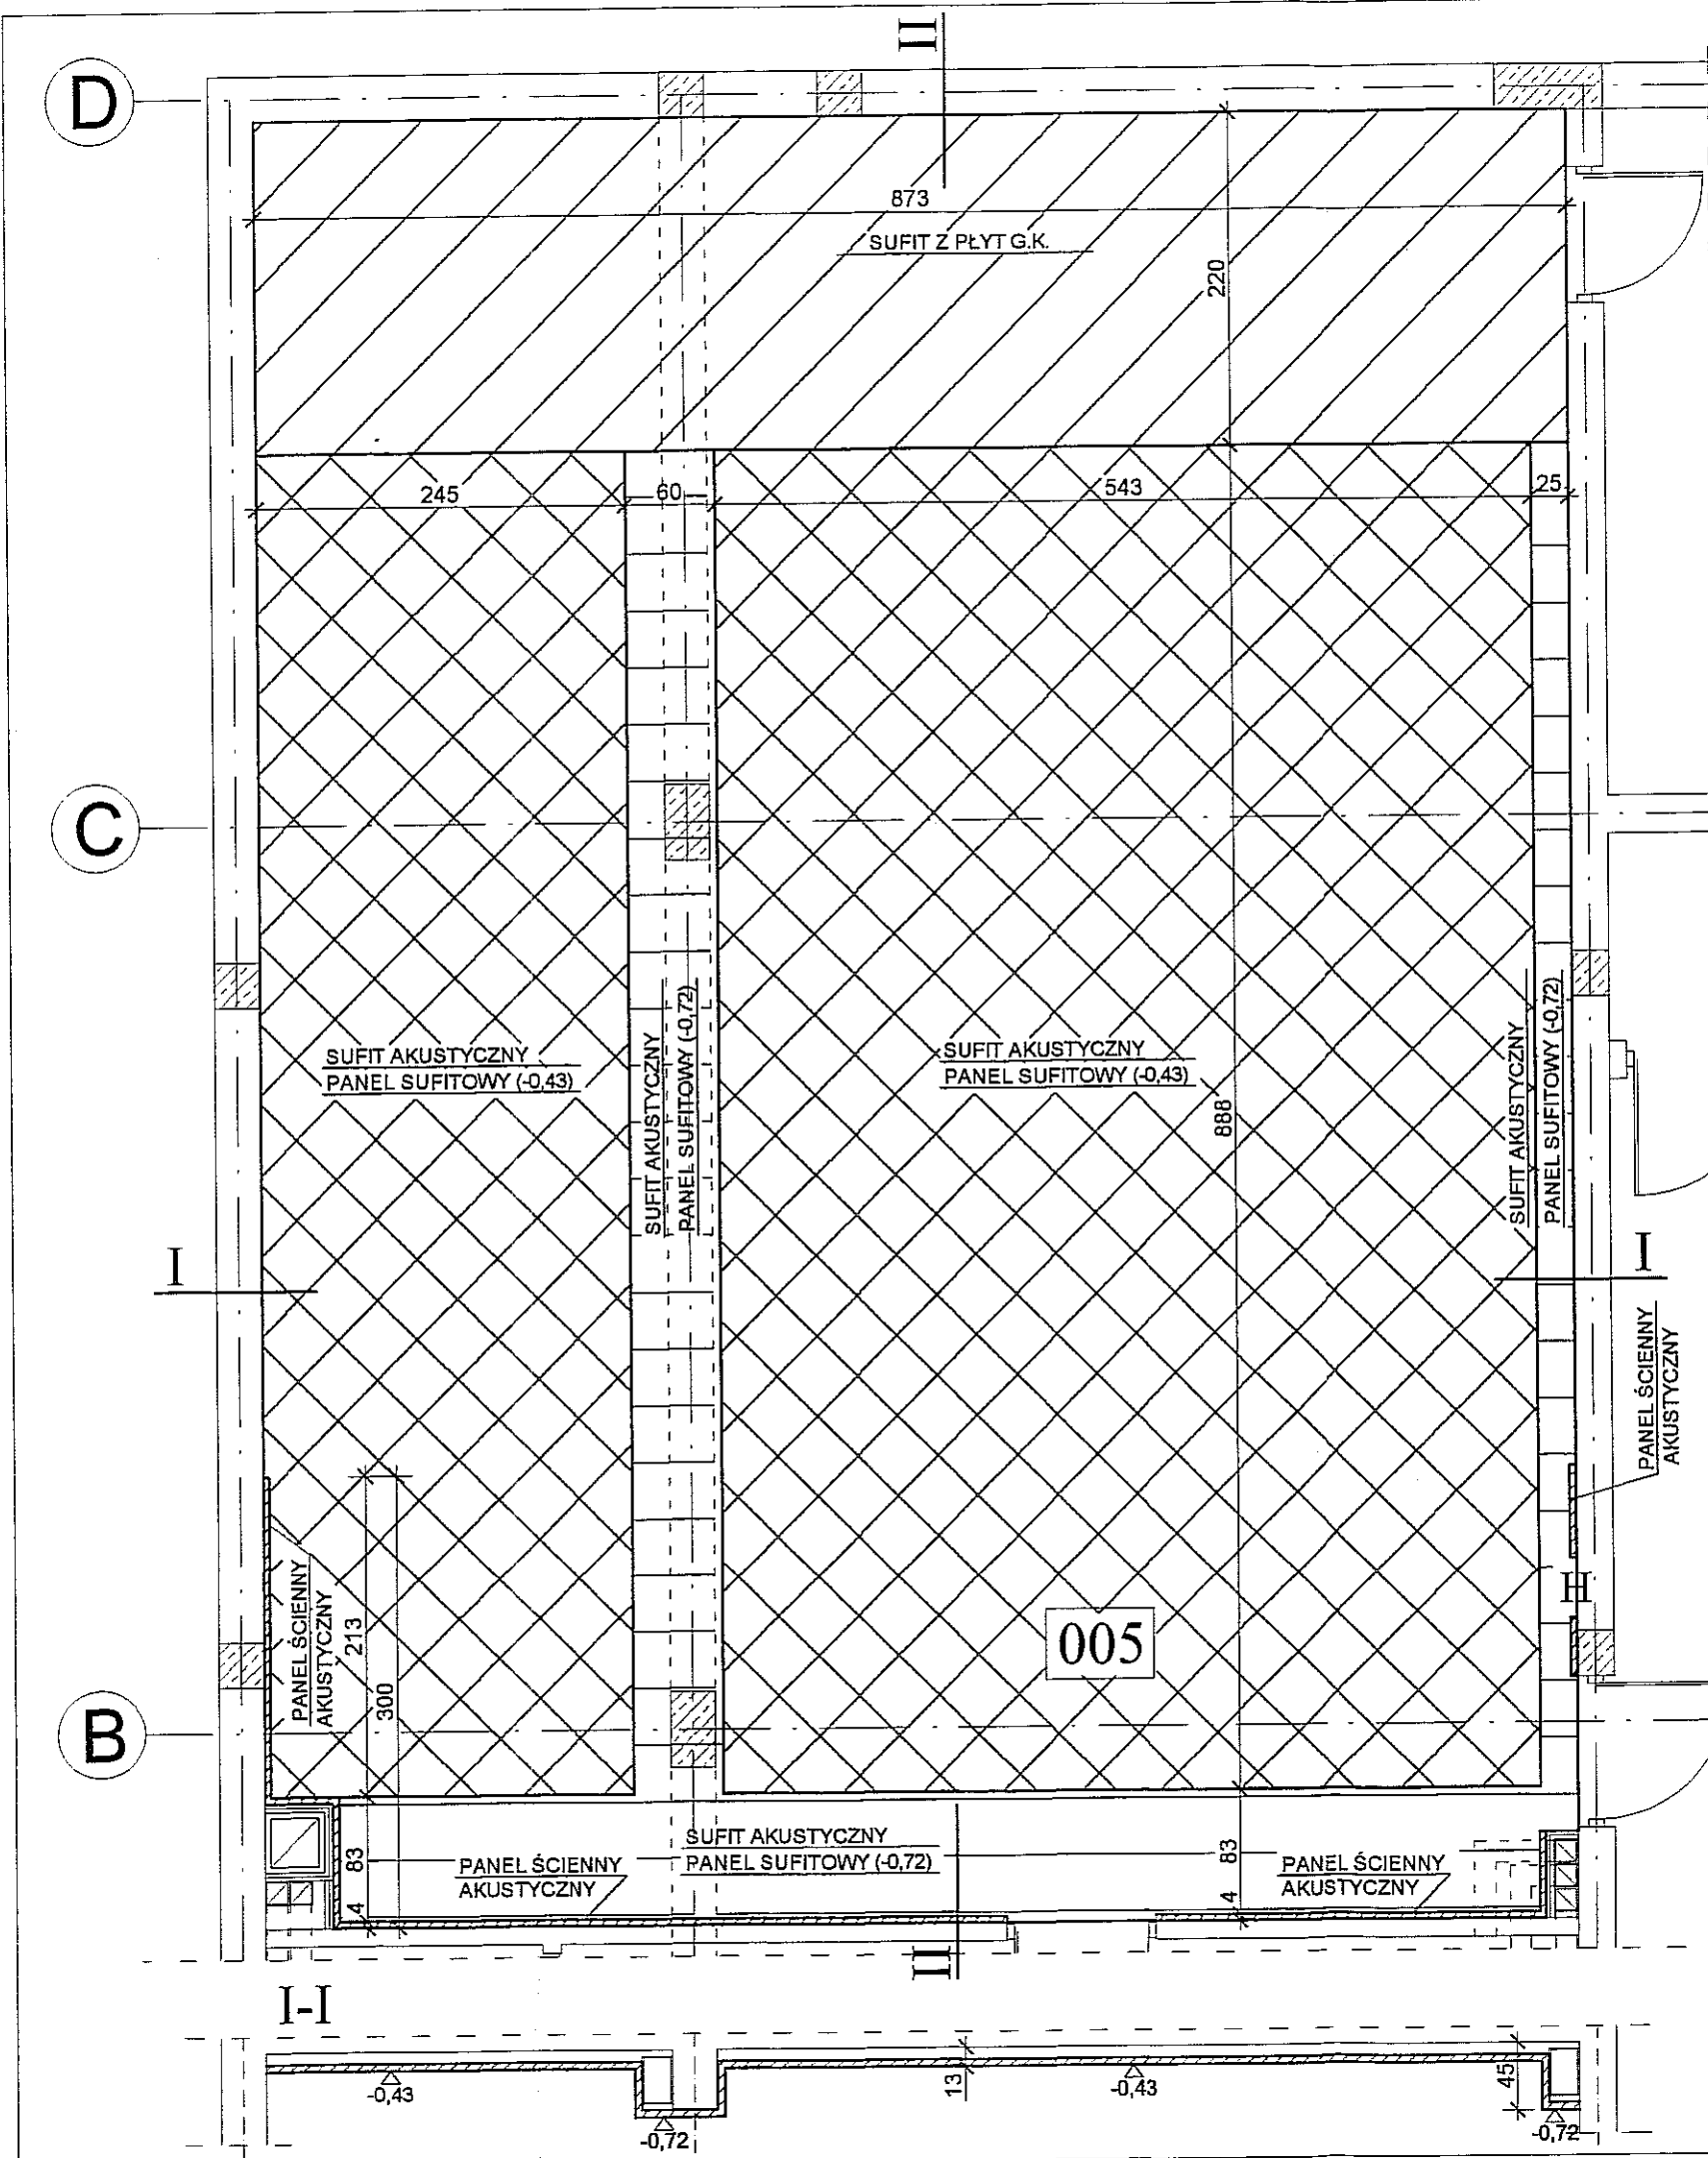 II
D
873
SUFIT Z PŁYT G.K.
220
245
60
543
25
C
SUFIT AKUSTYCZNY
PANEL SUFITOWY (-0,43)
SUFIT AKUSTYCZNY
PANEL SUFITOWY (-0,72)
SUFIT AKUSTYCZNY
PANEL SUFITOWY (-0,43)
888
SUFIT AKUSTYCZNY
PANEL SUFITOWY (-0,72)
I
I
PANEL ŚCIENNY
AKUSTYCZNY
PANEL ŚCIENNY
AKUSTYCZNY
213
300
H
005
B
83
4
PANEL ŚCIENNY
AKUSTYCZNY
SUFIT AKUSTYCZNY
PANEL SUFITOWY (-0,72)
83
4
PANEL ŚCIENNY
AKUSTYCZNY
II
I-I
-0,43
-0,72
13
-0,43
45
-0,72